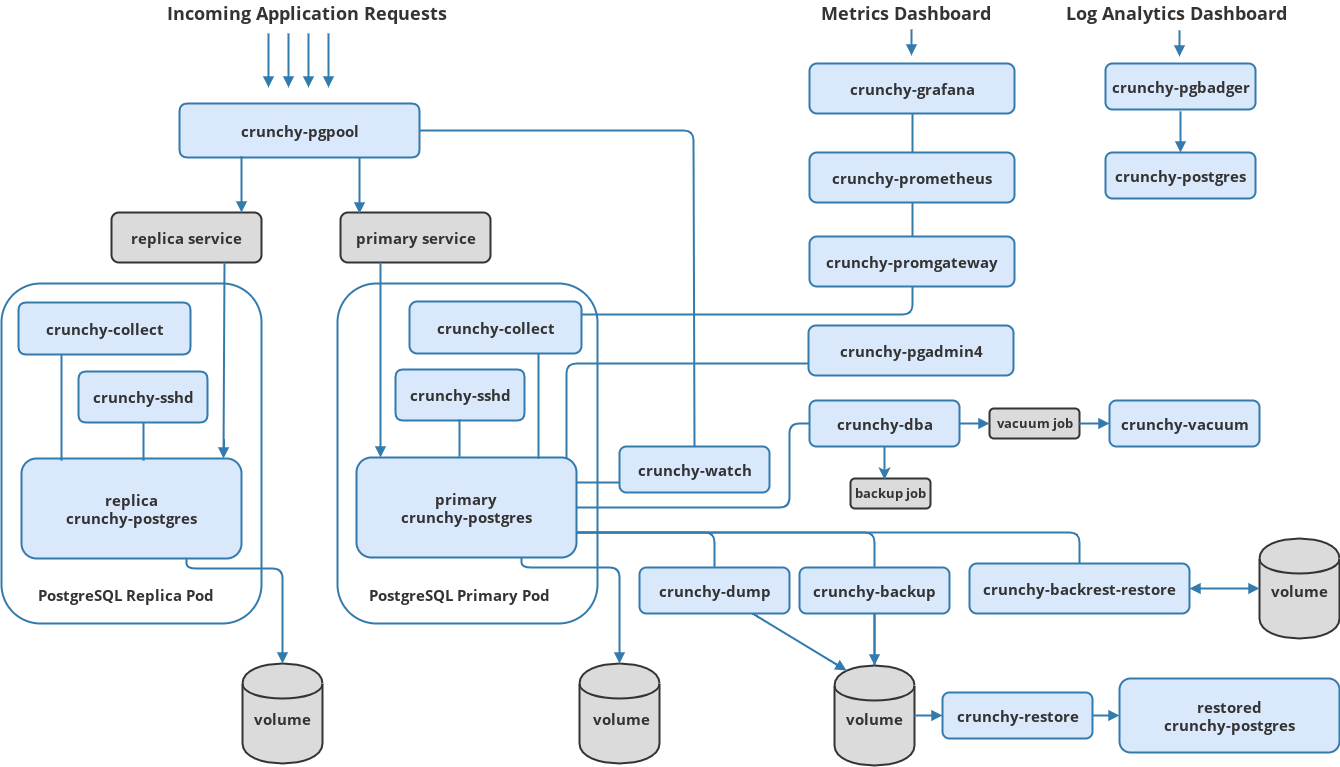 Incoming Application Requests
Metrics Dashboard
Log Analytics Dashboard
crunchy-grafana
crunchy-pgbadger
crunchy-pgpool
crunchy-prometheus
crunchy-postgres
replica service
primary service
crunchy-promgateway
crunchy-collect
crunchy-collect
crunchy-pgadmin4
crunchy-sshd
crunchy-sshd
crunchy-dba
vacuum job
crunchy-vacuum
crunchy-watch
backup job
replica
crunchy-postgres
primary
crunchy-postgres
PostgreSQL Replica Pod
PostgreSQL Primary Pod
crunchy-dump
crunchy-backup
crunchy-backrest-restore
volume
volume
volume
volume
crunchy-restore
restored
crunchy-postgres